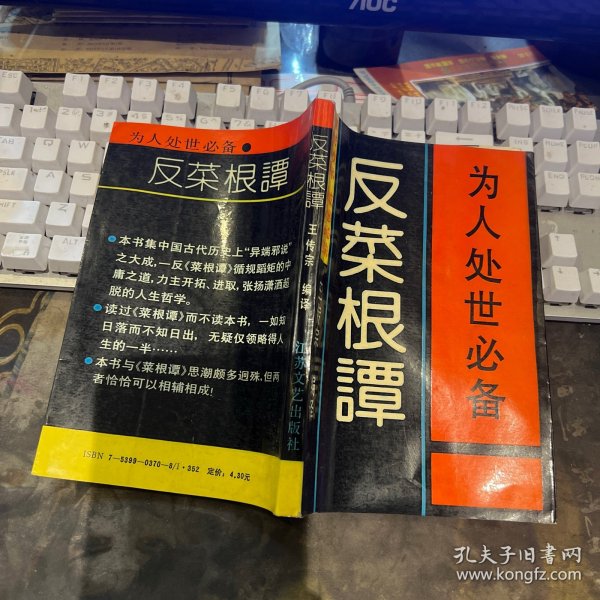 为人处世必备
反菜根譚
本书集中国古代历史上“异端邪说”
之大成,一反《菜根谭》循规蹈矩的中
庸之道,力主开拓、进取,张扬潇洒超
脱的人生哲学。
读过《菜根谭》而不读本书,一如知
日落而不知日出,无疑仅领略得人
生的一半……
本书与《菜根谭》思潮颇多迥殊,但两
者恰恰可以相辅相成!
ISBN 7—5399—0370—8/I·352 定价:4.30元
反菜根譚
王传宗 编译
江苏文艺出版社
反菜根譚
为人处世必备
AOC
孔夫子旧书网
www.kongfz.com